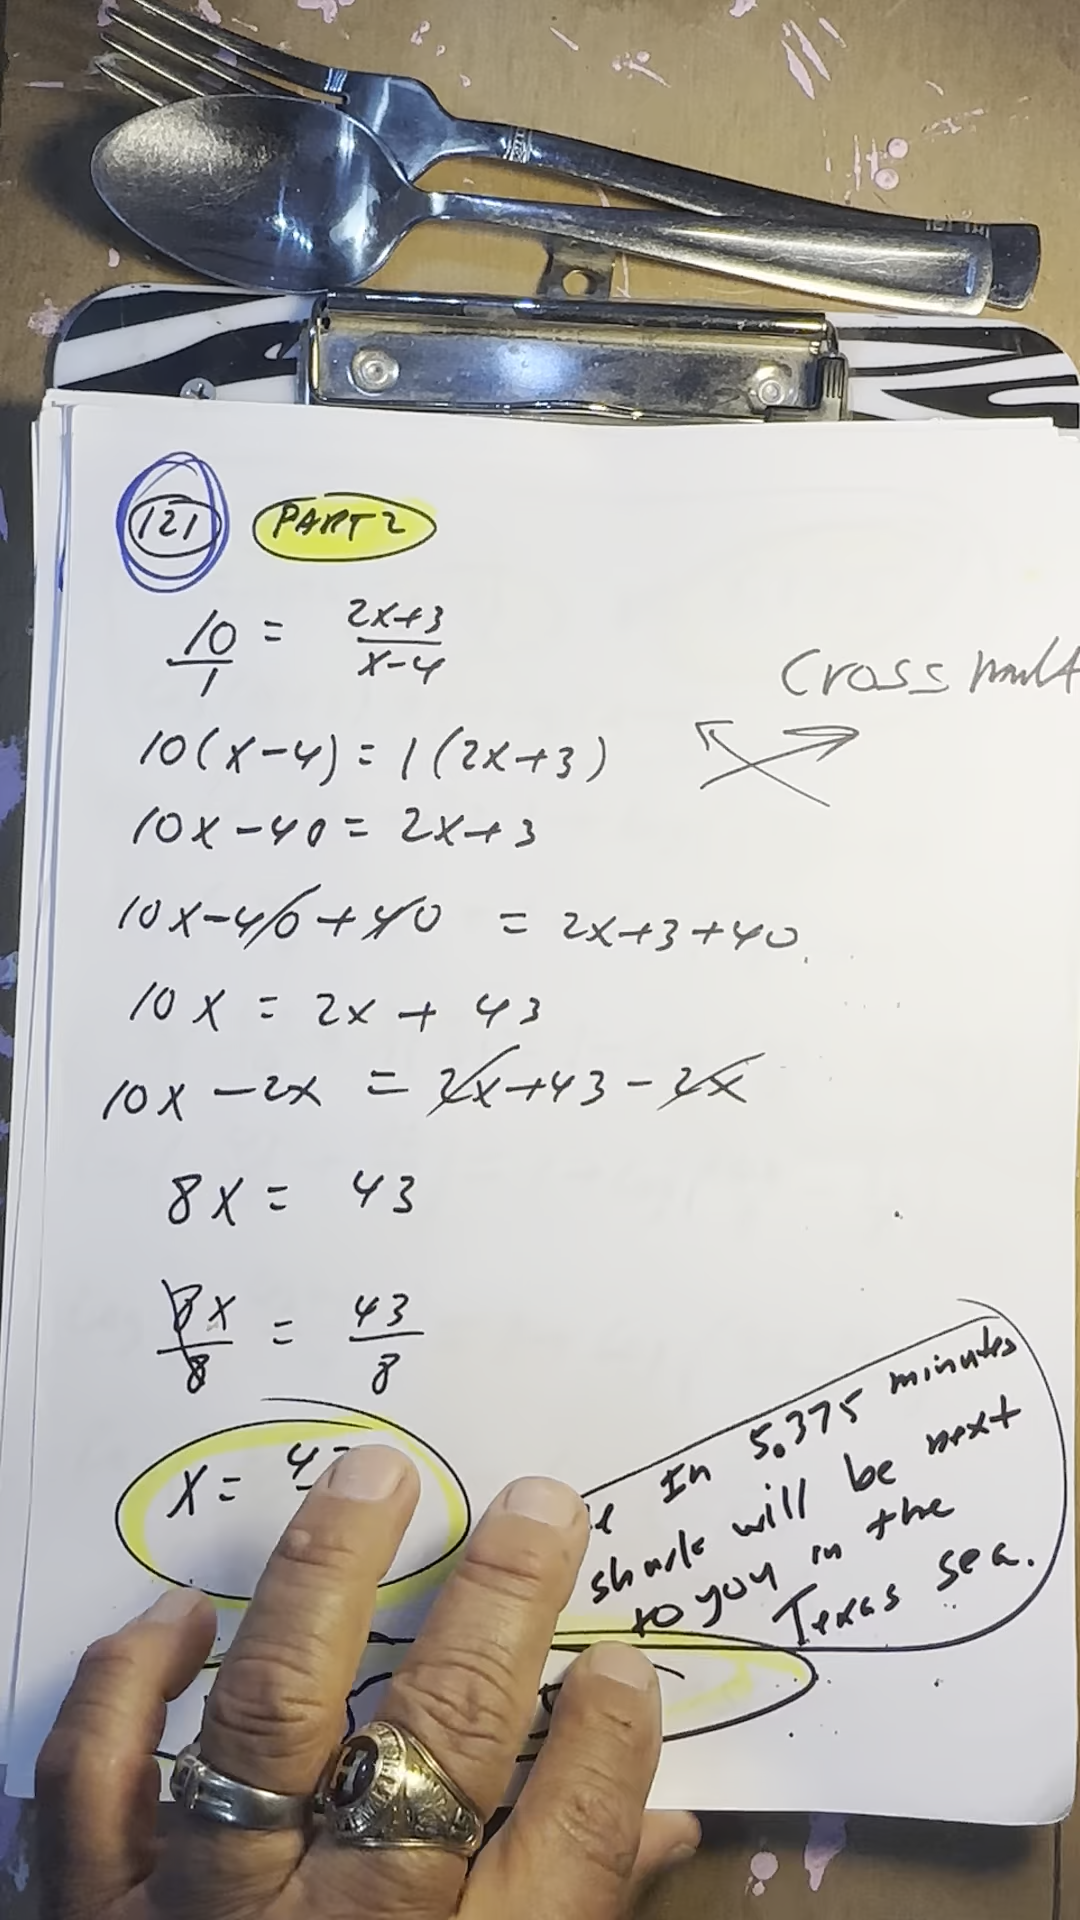 121 PART 2
10/1 = 2x+3/x-4
cross mult
10(x-4) = 1(2x+3)
10x-40 = 2x+3
10x-40+40 = 2x+3+40
10x = 2x + 43
10x - 2x = 2x+43-2x
8x = 43
8x/8 = 43/8
x = 4
In 5.375 minutes
shark will be next
to you in the
Texas sea.